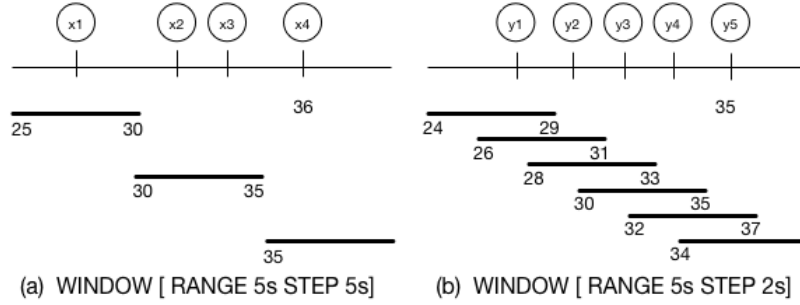 x1 x2 x3 x4
36
25 30
30 35
35
(a) WINDOW [ RANGE 5s STEP 5s]
y1 y2 y3 y4 y5
35
24 29
26 31
28 33
30 35
32 37
34
(b) WINDOW [ RANGE 5s STEP 2s]